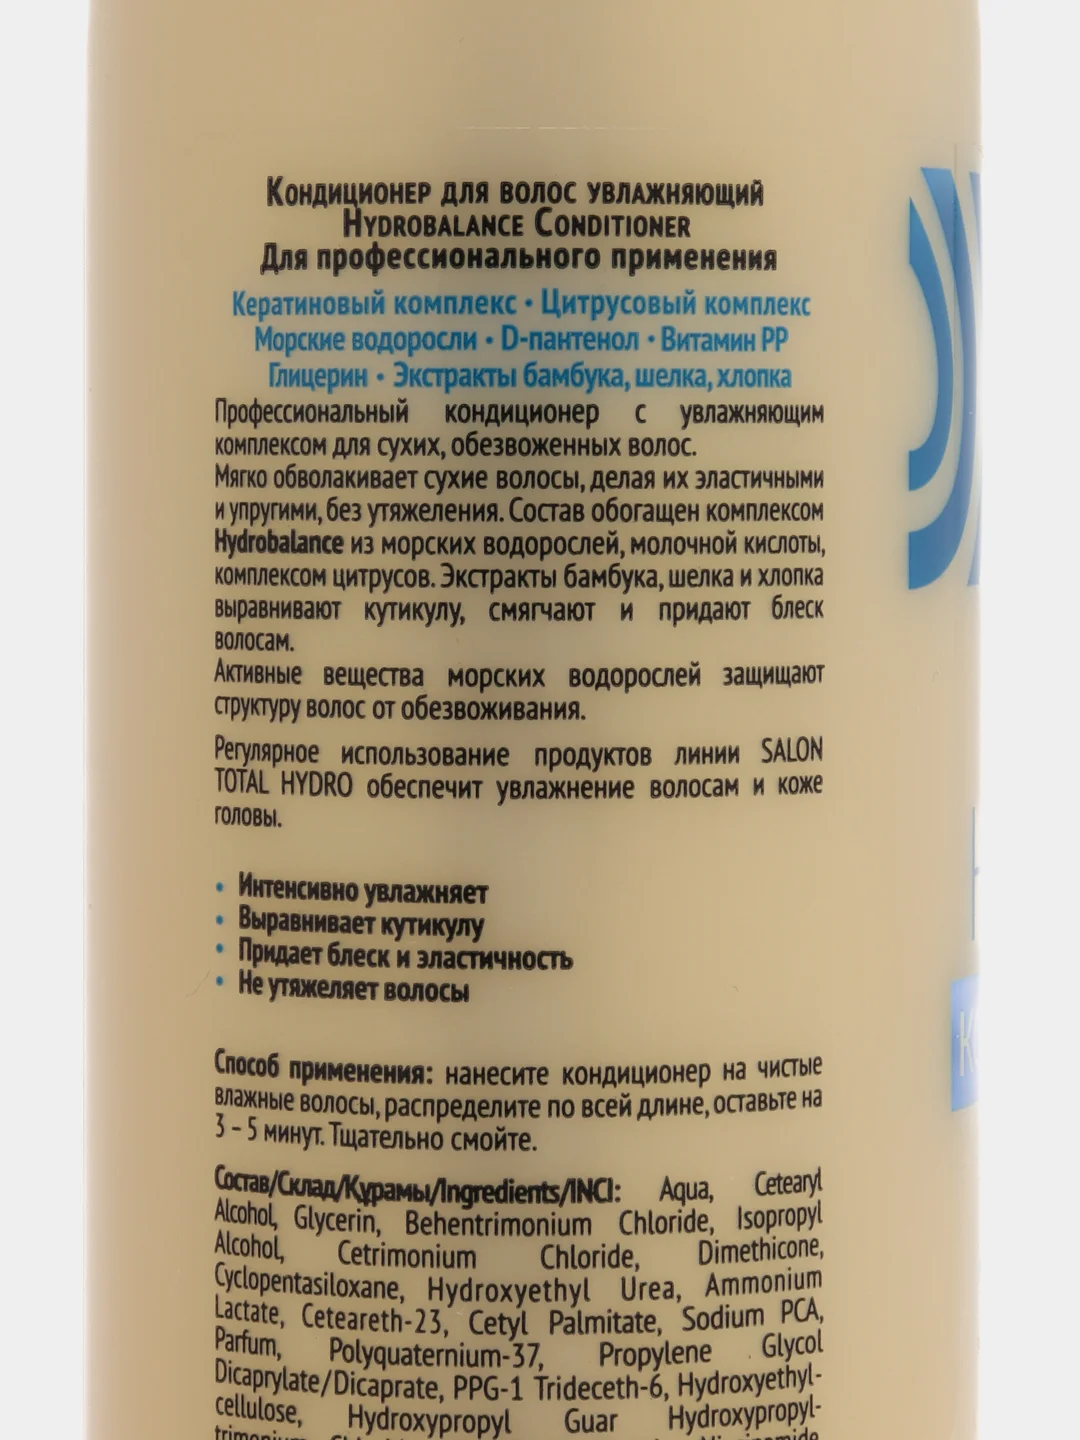 Кондиционер для волос увлажняющий
Hydrobalance Conditioner
Для профессионального применения
Кератиновый комплекс • Цитрусовый комплекс
Морские водоросли • D-пантенол • Витамин PP
Глицерин • Экстракты бамбука, шелка, хлопка
Профессиональный кондиционер с увлажняющим
комплексом для сухих, обезвоженных волос.
Мягко обволакивает сухие волосы, делая их эластичными
и упругими, без утяжеления. Состав обогащен комплексом
Hydrobalance из морских водорослей, молочной кислоты,
комплексом цитрусов. Экстракты бамбука, шелка и хлопка
выравнивают кутикулу, смягчают и придают блеск
волосам.
Активные вещества морских водорослей защищают
структуру волос от обезвоживания.
Регулярное использование продуктов линии SALON
TOTAL HYDRO обеспечит увлажнение волосам и коже
головы.
• Интенсивно увлажняет
• Выравнивает кутикулу
• Придает блеск и эластичность
• Не утяжеляет волосы
Способ применения: нанесите кондиционер на чистые
влажные волосы, распределите по всей длине, оставьте на
3 – 5 минут. Тщательно смойте.
Состав/Склад/Құрамы/Ingredients/INCI: Aqua, Cetearyl
Alcohol, Glycerin, Behentrimonium Chloride, Isopropyl
Alcohol, Cetrimonium Chloride, Dimethicone,
Cyclopentasiloxane, Hydroxyethyl Urea, Ammonium
Lactate, Ceteareth-23, Cetyl Palmitate, Sodium PCA,
Parfum, Polyquaternium-37, Propylene Glycol
Dicaprylate/Dicaprate, PPG-1 Trideceth-6, Hydroxyethyl-
cellulose, Hydroxypropyl Guar Hydroxypropyl-